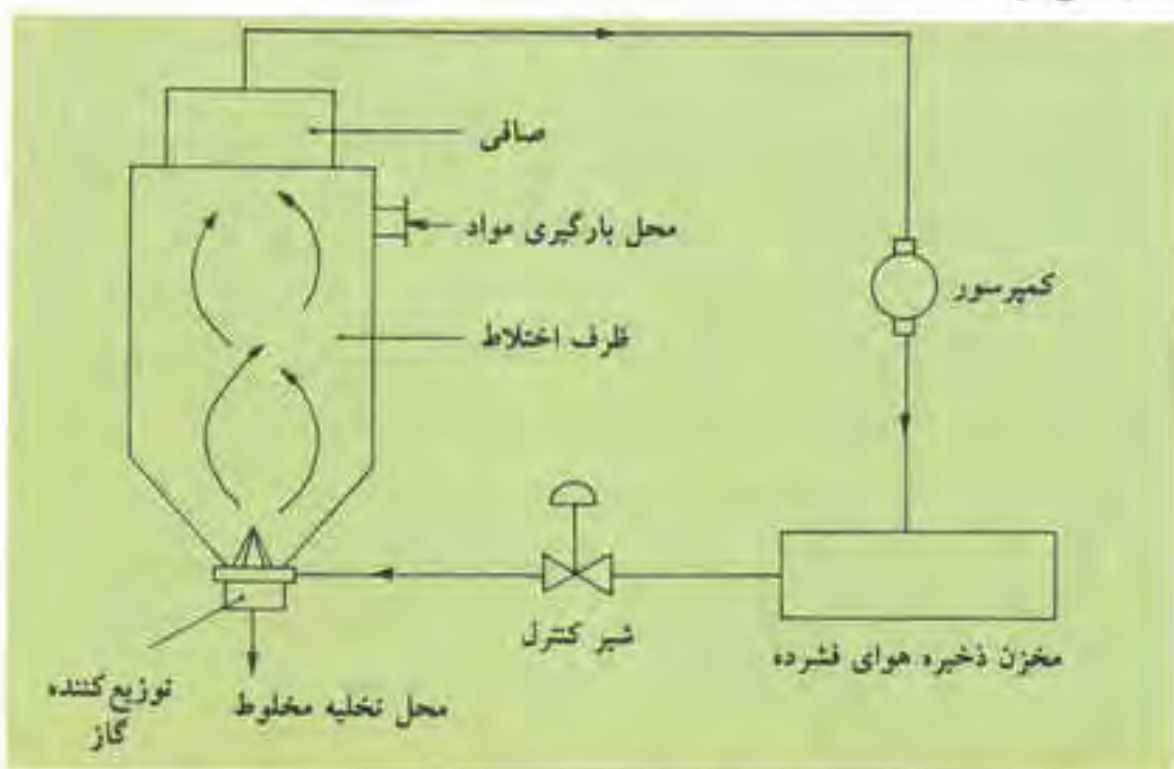 صافی
محل بارگیری مواد
کمپرسور
ظرف اختلاط
شیر کنترل
مخزن ذخیره هوای فشرده
توزیع‌کننده
گاز
محل تخلیه مخلوط